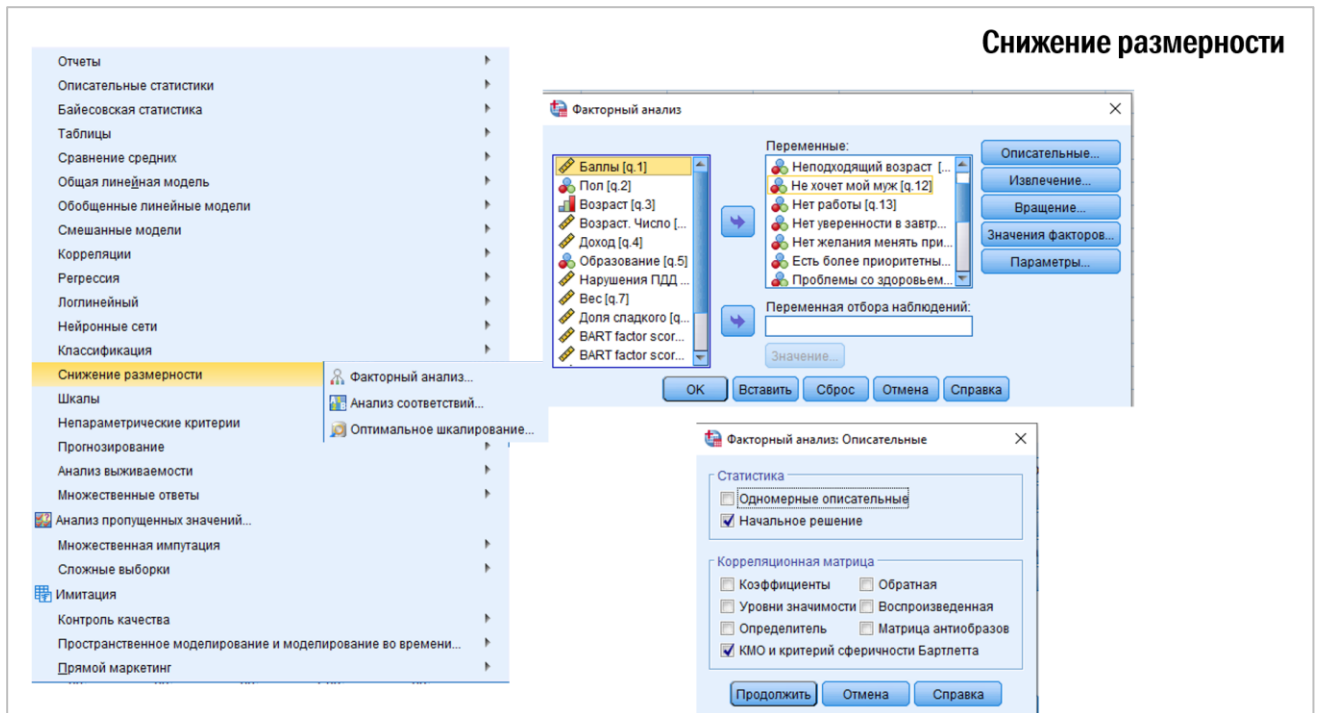 Снижение размерности
Отчеты
Описательные статистики
Байесовская статистика
Таблицы
Сравнение средних
Общая линейная модель
Обобщенные линейные модели
Смешанные модели
Корреляции
Регрессия
Логлинейный
Нейронные сети
Классификация
Снижение размерности
Шкалы
Непараметрические критерии
Прогнозирование
Анализ выживаемости
Множественные ответы
Анализ пропущенных значений...
Множественная импутация
Сложные выборки
Имитация
Контроль качества
Пространственное моделирование и моделирование во времени...
Прямой маркетинг
Факторный анализ...
Анализ соответствий...
Оптимальное шкалирование...
Факторный анализ
Баллы [q.1]
Пол [q.2]
Возраст [q.3]
Возраст. Число [...
Доход [q.4]
Образование [q.5]
Нарушения ПДД ...
Вес [q.7]
Доля сладкого [q...
BART factor scor...
BART factor scor...
Переменные:
Неподходящий возраст [...
Не хочет мой муж [q.12]
Нет работы [q.13]
Нет уверенности в завтр...
Нет желания менять при...
Есть более приоритетны...
Проблемы со здоровьем...
Переменная отбора наблюдений:
Значение...
Описательные...
Извлечение...
Вращение...
Значения факторов...
Параметры...
OK
Вставить
Сброс
Отмена
Справка
Факторный анализ: Описательные
Статистика
Одномерные описательные
Начальное решение
Корреляционная матрица
Коэффициенты
Обратная
Уровни значимости
Воспроизведенная
Определитель
Матрица антиобразов
КМО и критерий сферичности Бартлетта
Продолжить
Отмена
Справка